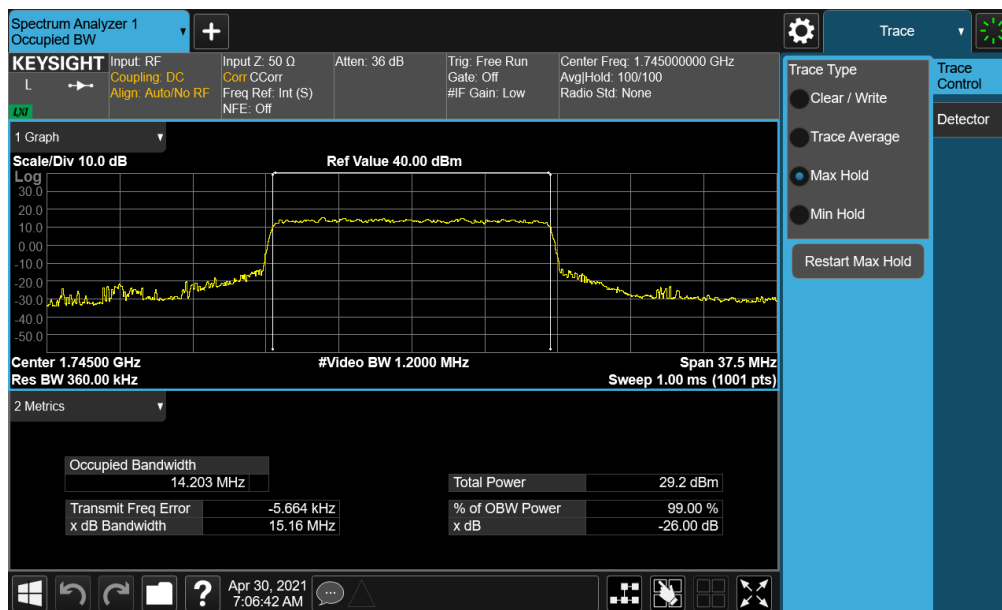 Spectrum Analyzer 1
Occupied BW
Trace
KEYSIGHT
L
LXI
Input: RF
Coupling: DC
Align: Auto/No RF
Input Z: 50 Ω
Corr CCorr
Freq Ref: Int (S)
NFE: Off
Atten: 36 dB
Trig: Free Run
Gate: Off
#IF Gain: Low
Center Freq: 1.745000000 GHz
Avg|Hold: 100/100
Radio Std: None
Trace Type
Clear / Write
Trace Average
Max Hold
Min Hold
Restart Max Hold
Trace
Control
Detector
1 Graph
Scale/Div 10.0 dB
Ref Value 40.00 dBm
Log
30.0
20.0
10.0
0.00
-10.0
-20.0
-30.0
-40.0
-50.0
Center 1.74500 GHz
#Video BW 1.2000 MHz
Span 37.5 MHz
Res BW 360.00 kHz
Sweep 1.00 ms (1001 pts)
2 Metrics
Occupied Bandwidth
14.203 MHz
Total Power 29.2 dBm
Transmit Freq Error -5.664 kHz
% of OBW Power 99.00 %
x dB Bandwidth 15.16 MHz
x dB -26.00 dB
?
Apr 30, 2021
7:06:42 AM